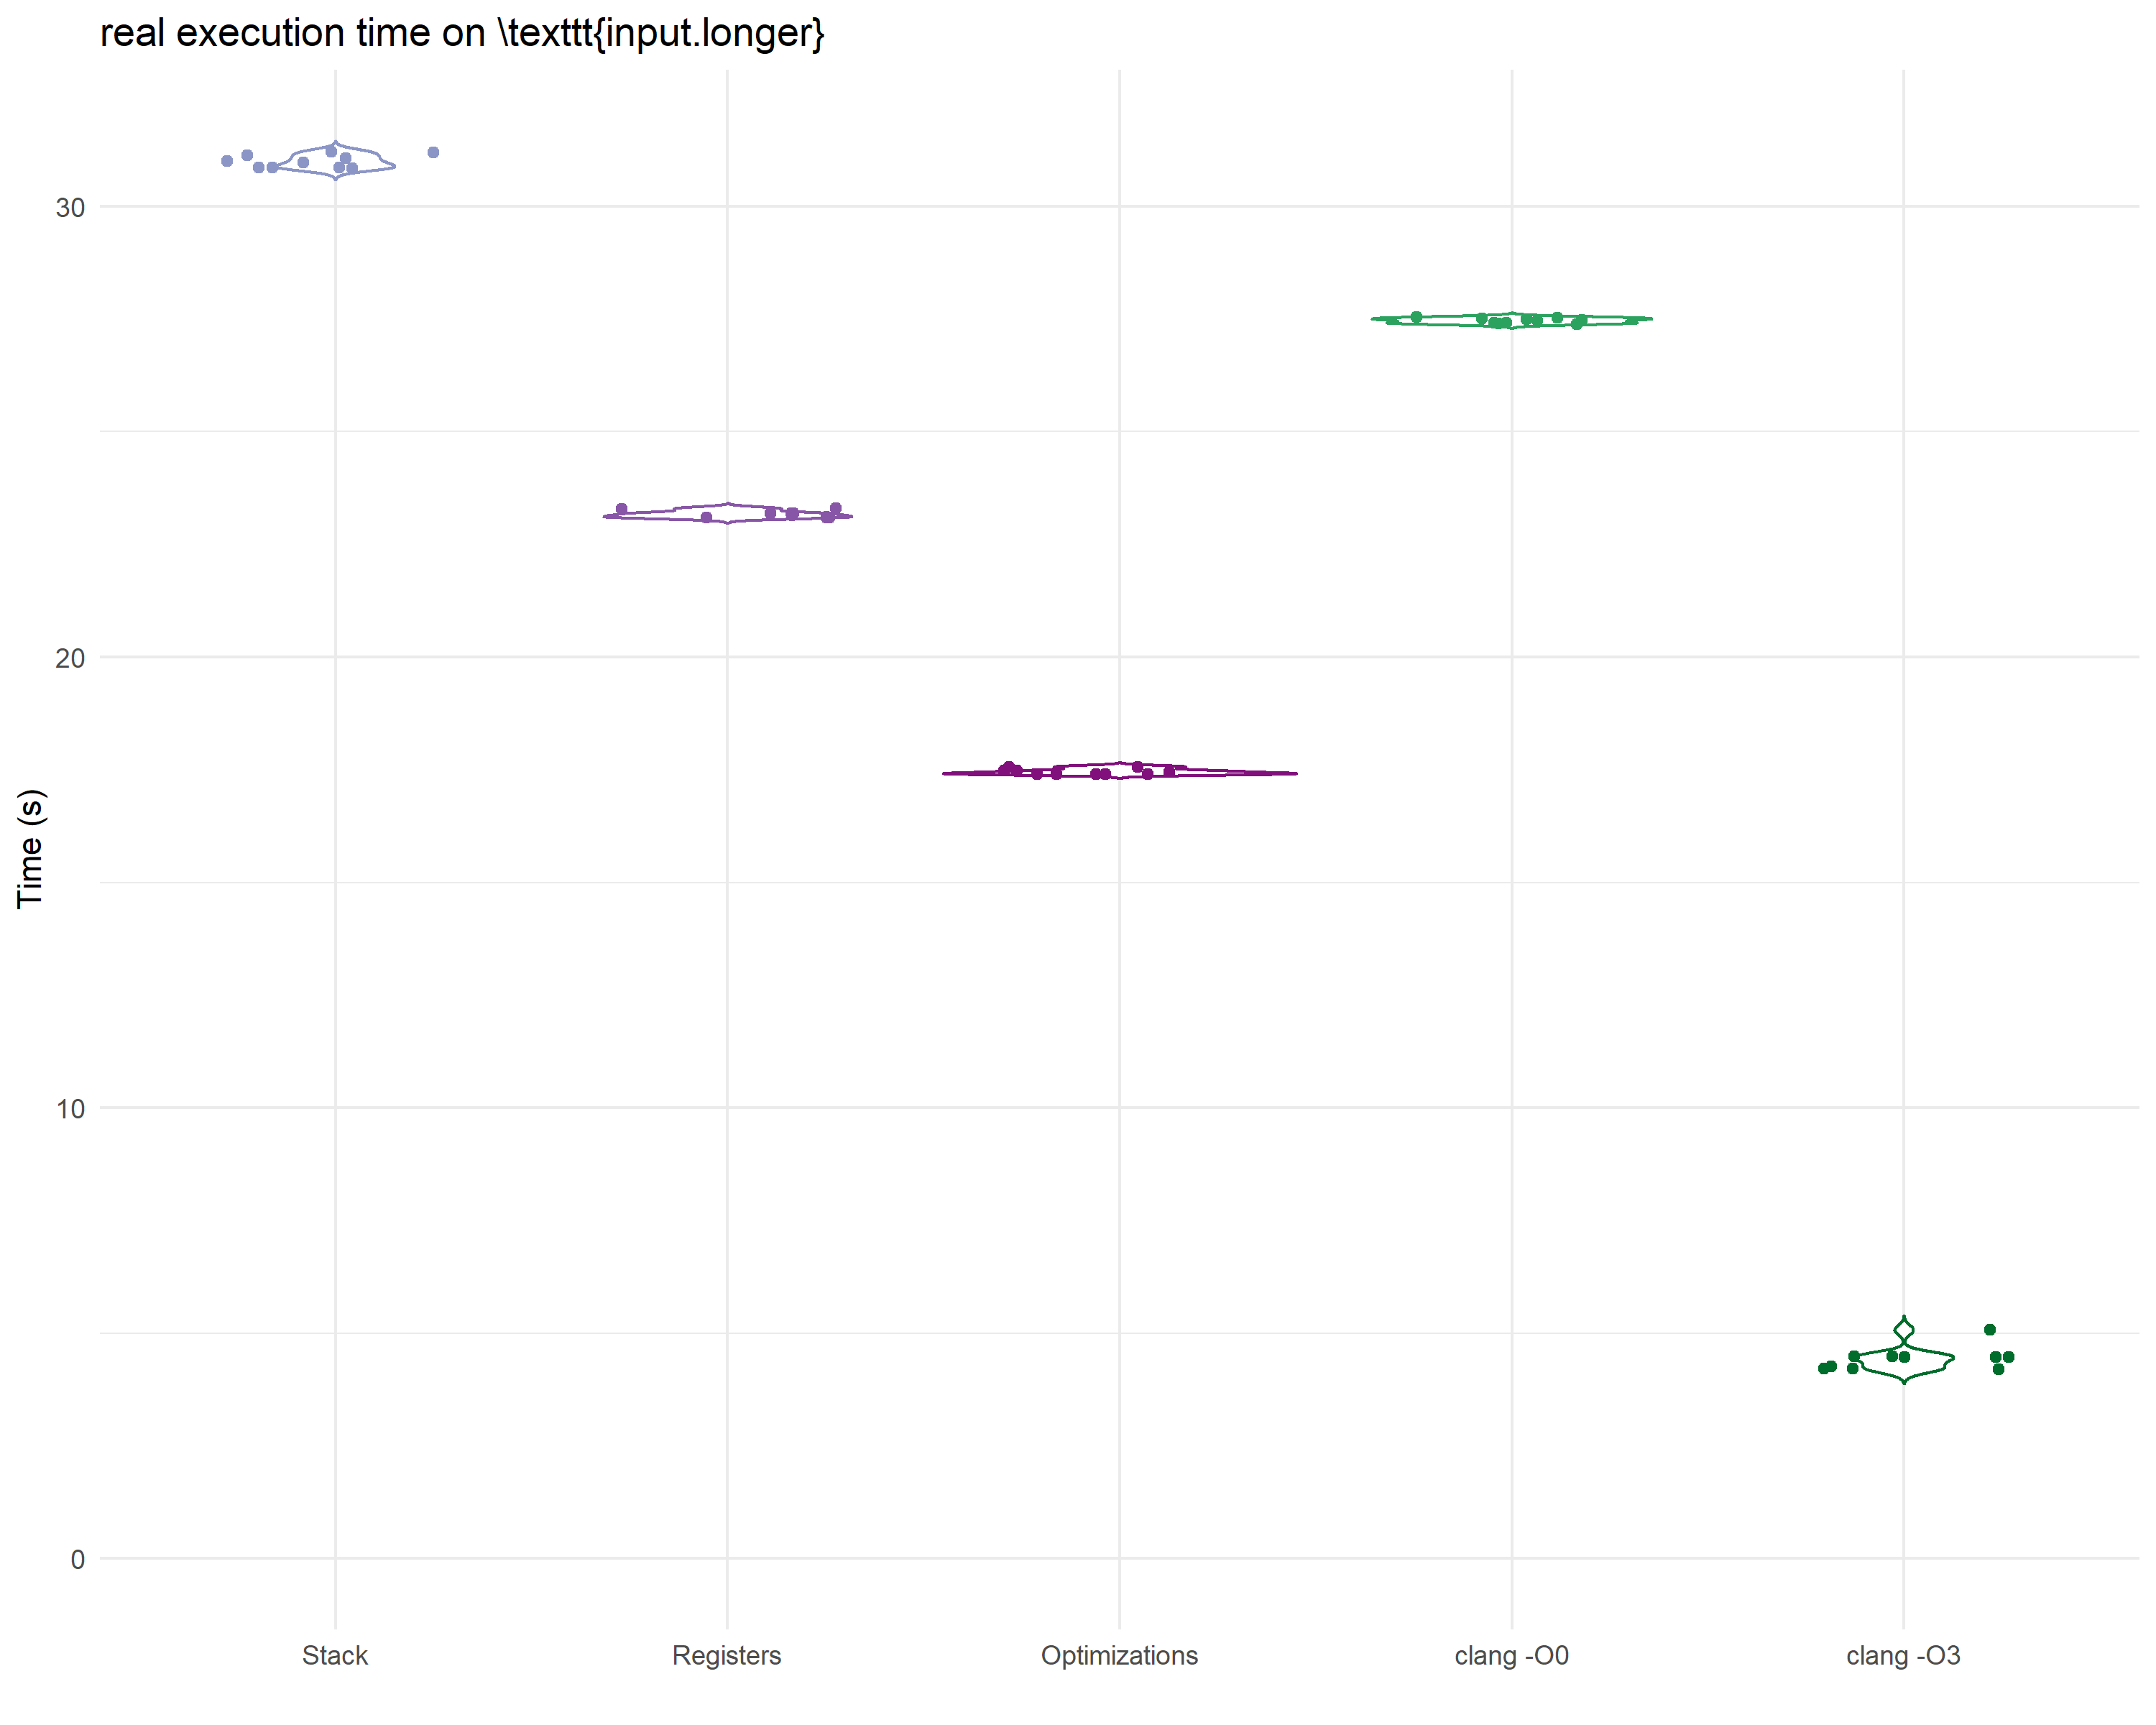 real execution time on \texttt{input.longer}
Time (s)
30
20
10
0
Stack
Registers
Optimizations
clang -O0
clang -O3